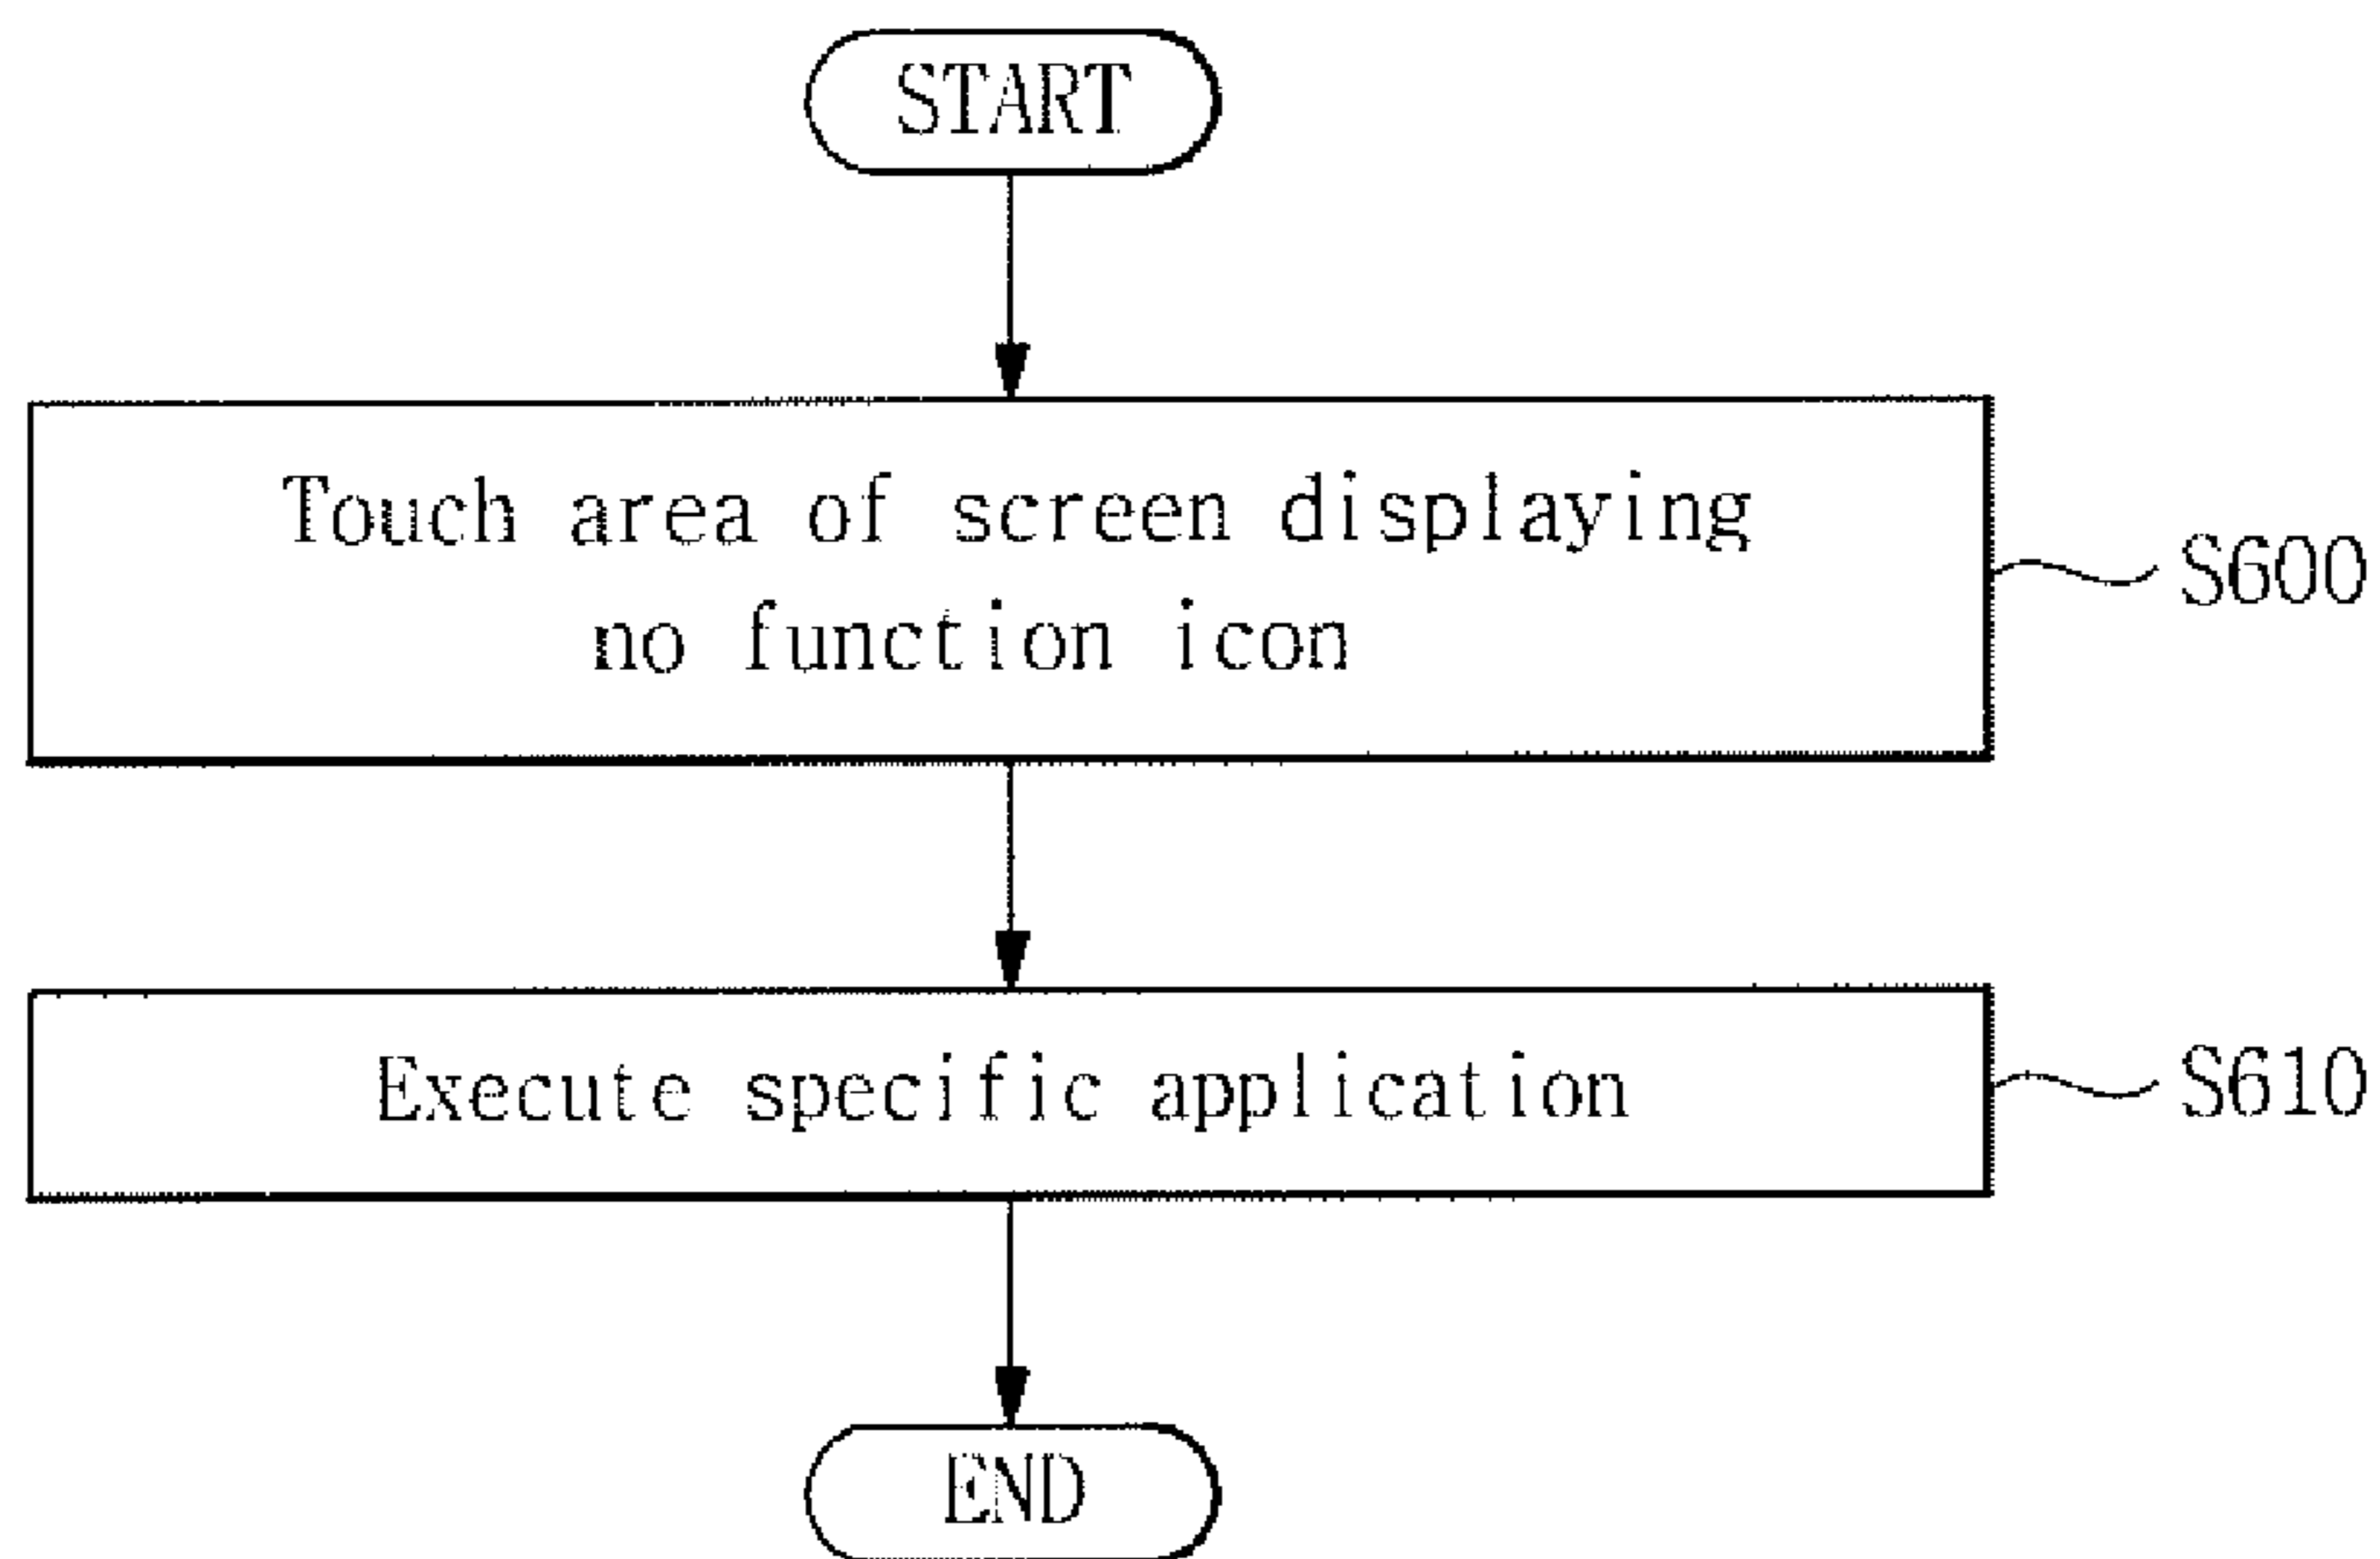 START
Touch area of screen displaying
no function icon
S600
Execute specific application
S610
END